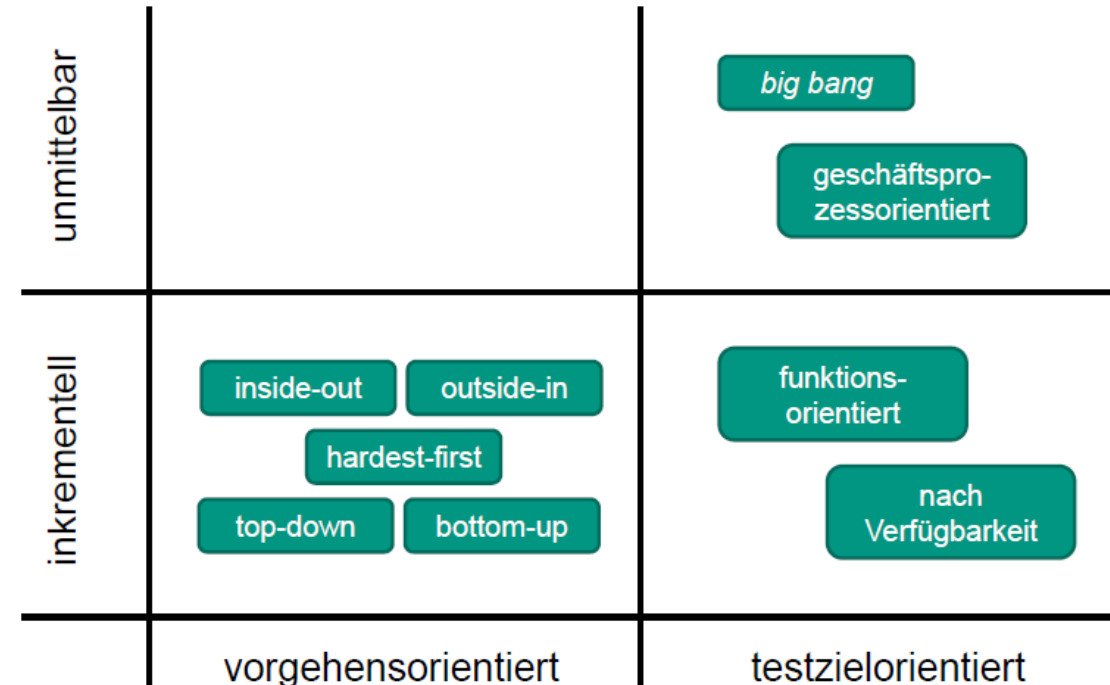 unmittelbar
big bang
geschäftspro-
zessorientiert
inkrementell
inside-out
outside-in
hardest-first
top-down
bottom-up
funktions-
orientiert
nach
Verfügbarkeit
vorgehensorientiert
testzielorientiert